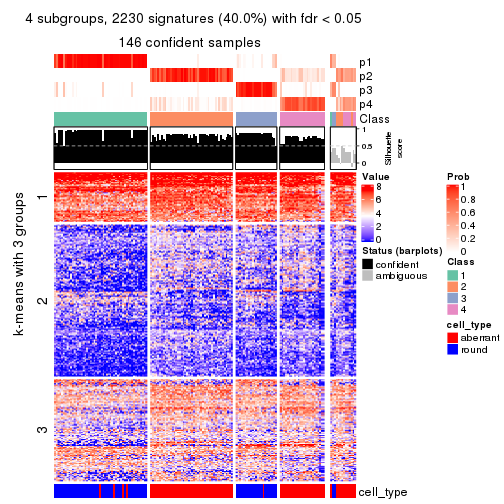 4 subgroups, 2230 signatures (40.0%) with fdr < 0.05
146 confident samples
p1
p2
p3
p4
Class
1
0.5
0
Silhouette
score
k-means with 3 groups
1
2
3
Value
8
6
4
2
0
Status (barplots)
confident
ambiguous
Prob
1
0.8
0.6
0.4
0.2
0
Class
1
2
3
4
cell_type
aberrant
round
cell_type